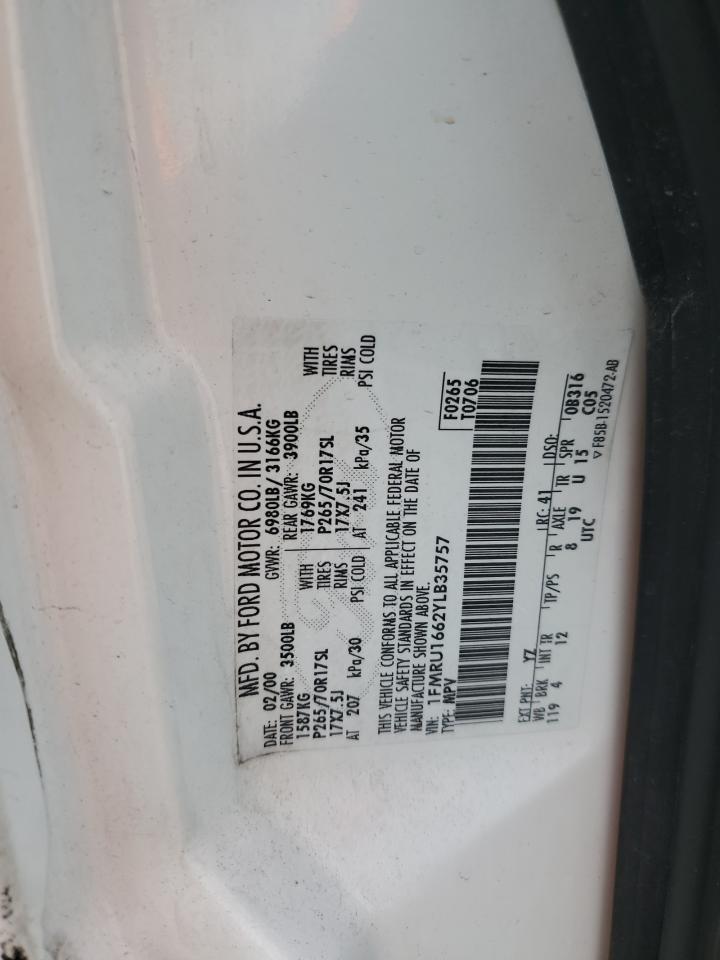 MFD. BY FORD MOTOR CO. IN U.S.A.
DATE: 02/00 GVWR: 6980LB/ 3166KG
FRONT GAWR: 3500LB REAR GAWR: 3900LB
1587KG WITH 1769KG WITH
P265/70R17SL TIRES P265/70R17SL TIRES
17X7.5J RIMS 17X7.5J RIMS
AT 207 kPa/30 PSI COLD AT 241 kPa/35 PSI COLD
THIS VEHICLE CONFORMS TO ALL APPLICABLE FEDERAL MOTOR
VEHICLE SAFETY STANDARDS IN EFFECT ON THE DATE OF
MANUFACTURE SHOWN ABOVE.
VIN: 1FMRU1662YLB35757 F0265
TYPE: MPV T0706
EXT PNT: YZ RC: 41 DSO:
WB BRK INT TR TP/PS R AXLE TR SPR 0B316
119 4 12 8 19 U 15 C05
UTC
▽ F85B-1520472-AB